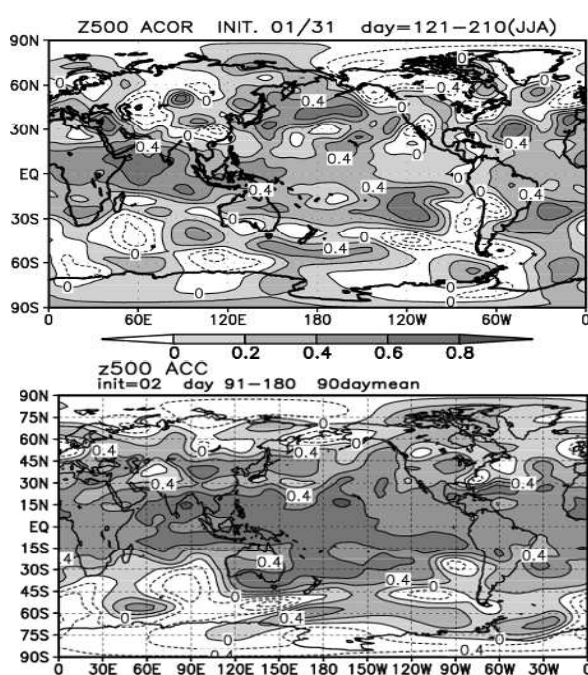 Z500 ACOR INIT. 01/31 day=121−210(JJA)
90N
60N
30N
EQ
30S
60S
90S
0 60E 120E 180 120W 60W 0
0 0.2 0.4 0.6 0.8
z500 ACC
init=02 day 91−180 90daymean
90N
75N
60N
45N
30N
15N
EQ
15S
30S
45S
60S
75S
90S
0 30E 60E 90E 120E 150E 180 150W 120W 90W 60W 30W 0